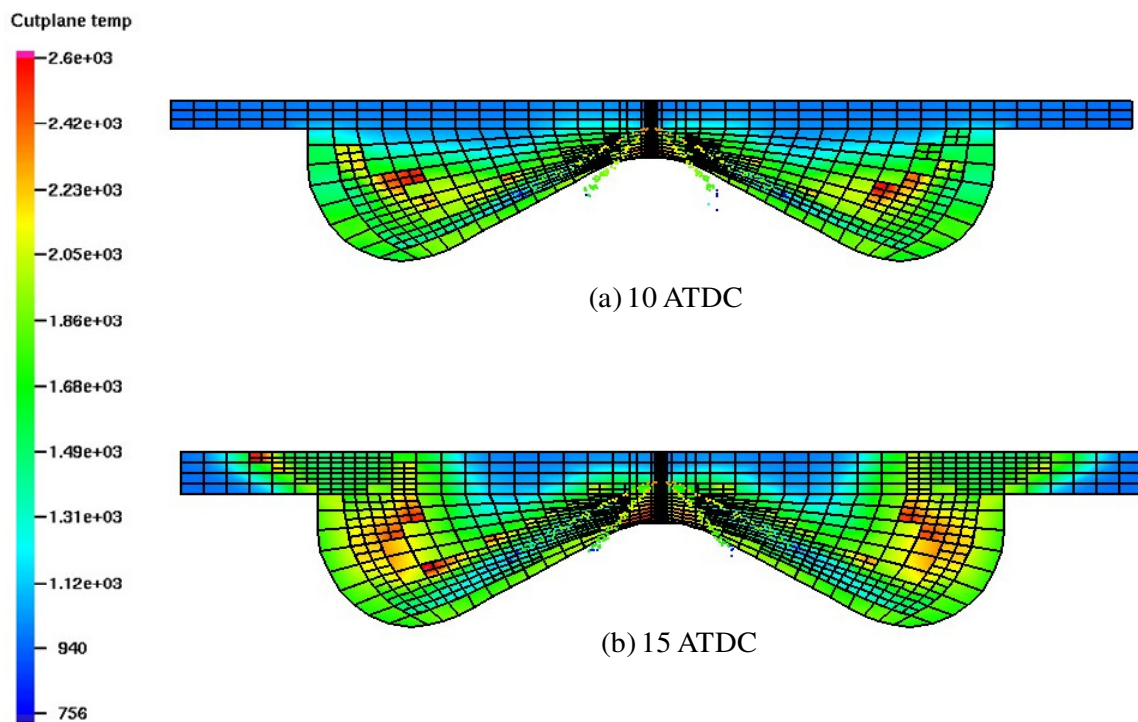 Cutplane temp
2.6e+03
2.42e+03
2.23e+03
2.05e+03
1.86e+03
1.68e+03
1.49e+03
1.31e+03
1.12e+03
940
756
(a) 10 ATDC
(b) 15 ATDC